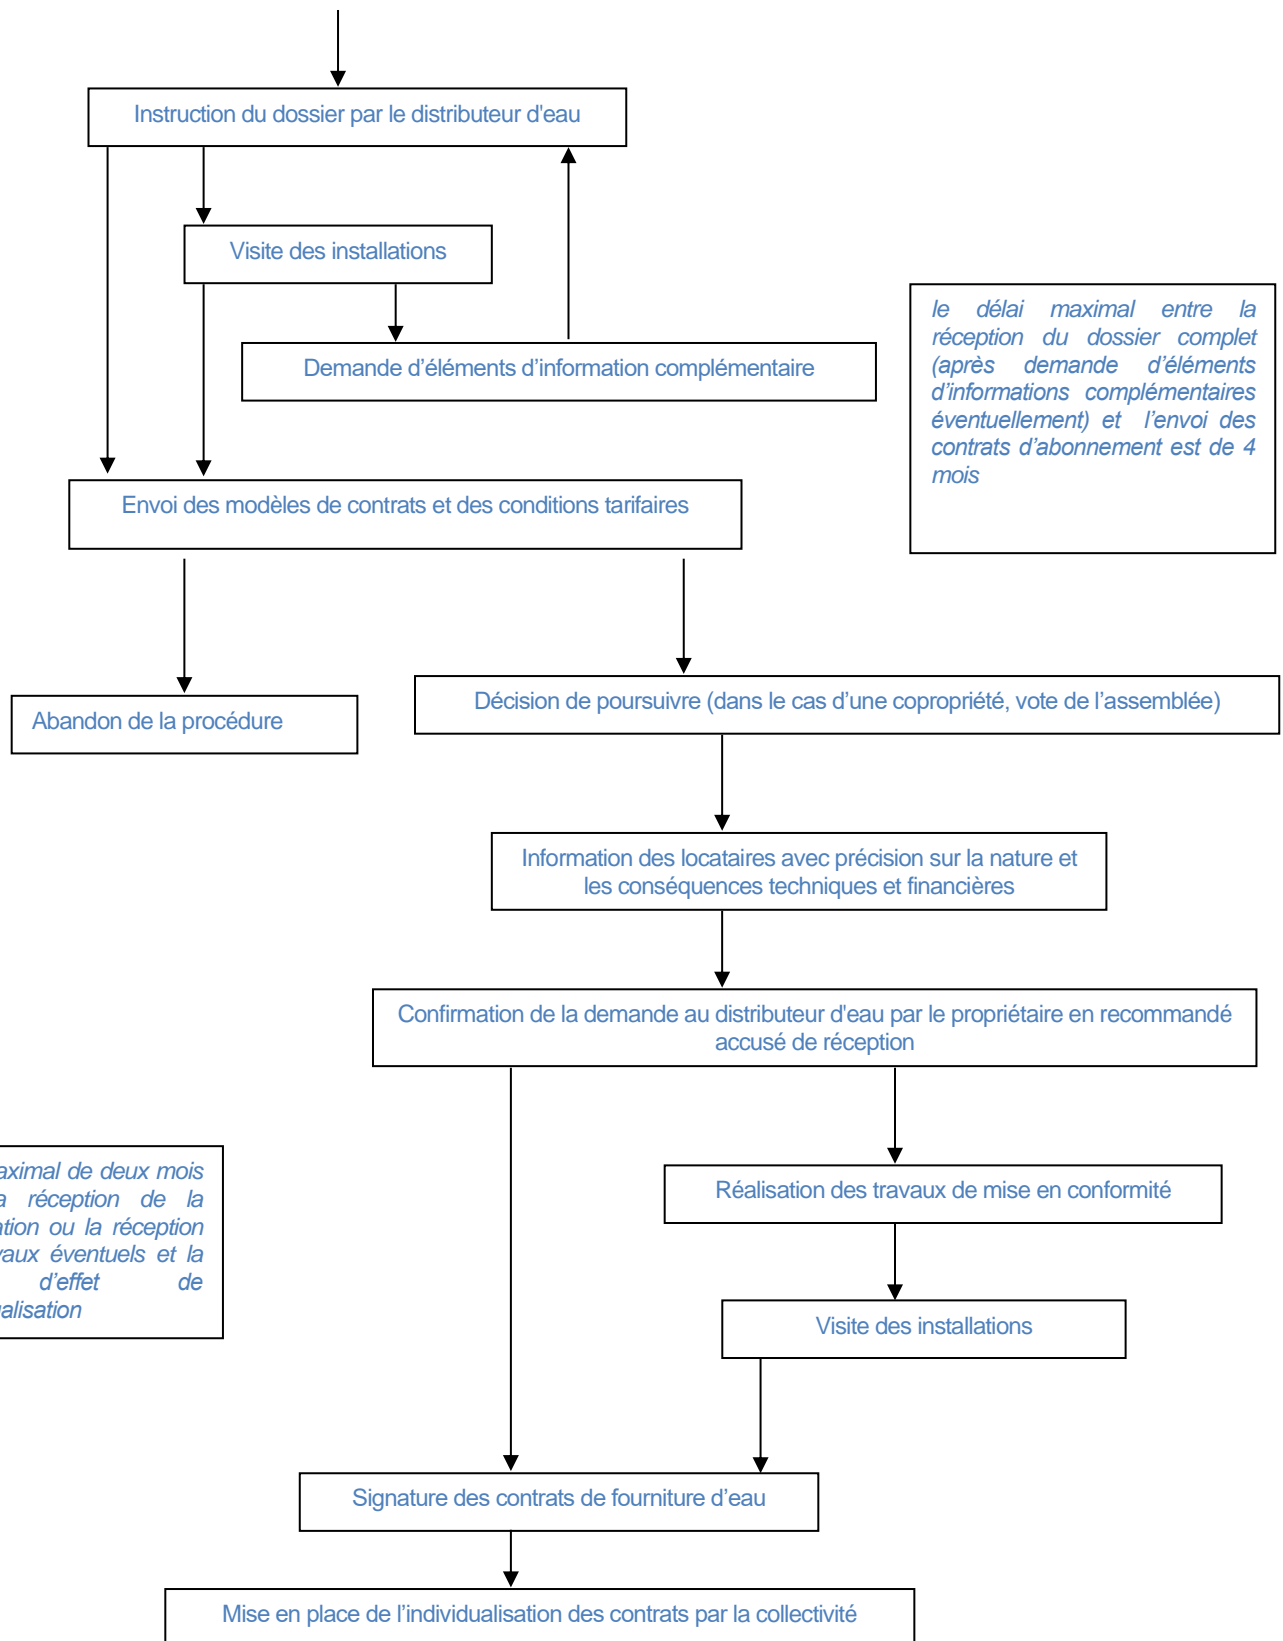 Instruction du dossier par le distributeur d'eau
Visite des installations
le délai maximal entre la
réception du dossier complet
(après demande d’éléments
d’informations complémentaires
éventuellement) et l’envoi des
contrats d’abonnement est de 4
mois
Demande d’éléments d’information complémentaire
Envoi des modèles de contrats et des conditions tarifaires
Abandon de la procédure
Décision de poursuivre (dans le cas d’une copropriété, vote de l’assemblée)
Information des locataires avec précision sur la nature et
les conséquences techniques et financières
Confirmation de la demande au distributeur d'eau par le propriétaire en recommandé
accusé de réception
maximal de deux mois
réception de la
ou la réception
éventuels et la
d’effet de
Réalisation des travaux de mise en conformité
Visite des installations
Signature des contrats de fourniture d’eau
Mise en place de l’individualisation des contrats par la collectivité